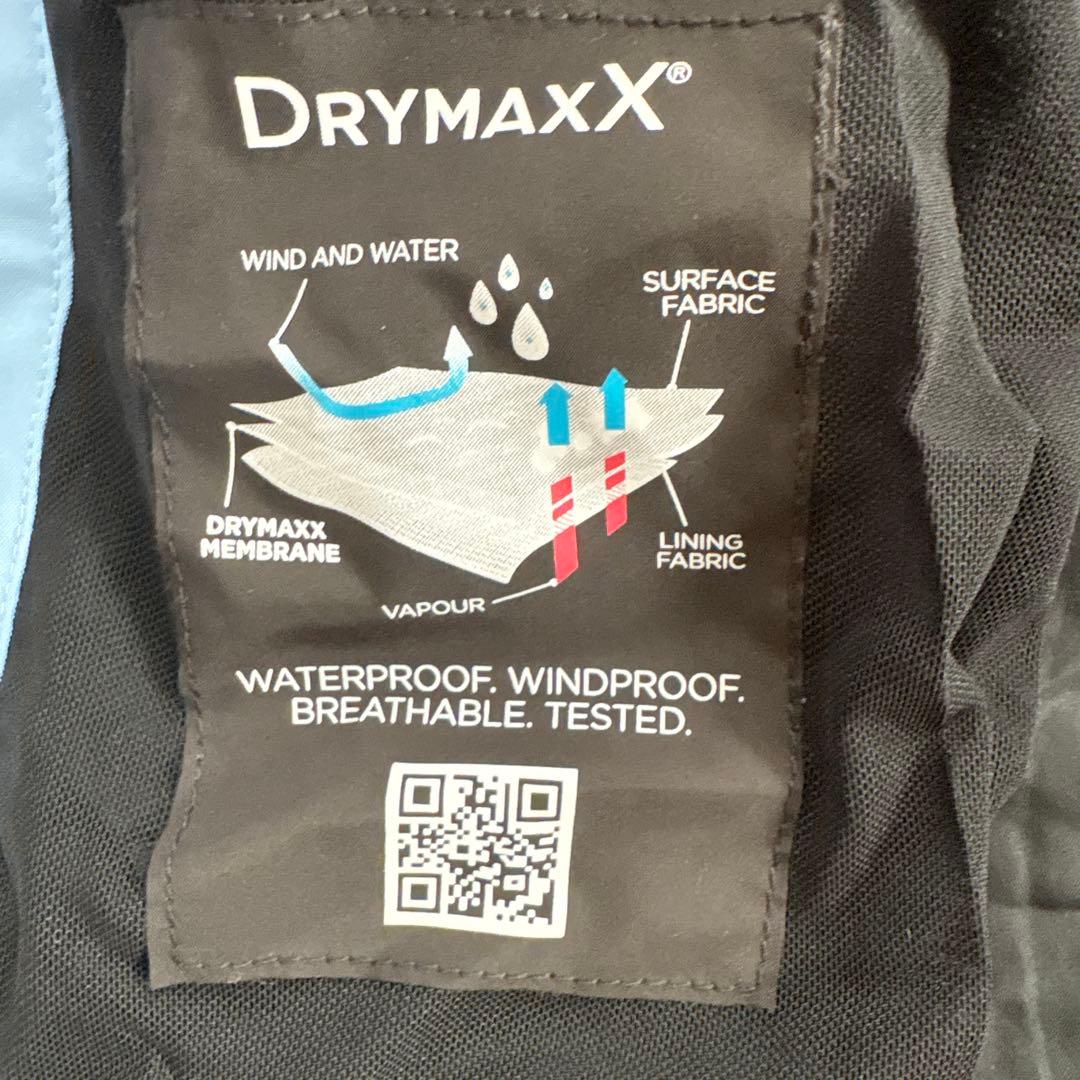 DRYMAXX®
WIND AND WATER
SURFACE
FABRIC
DRYMAXX
MEMBRANE
LINING
FABRIC
VAPOUR
WATERPROOF. WINDPROOF.
BREATHABLE. TESTED.